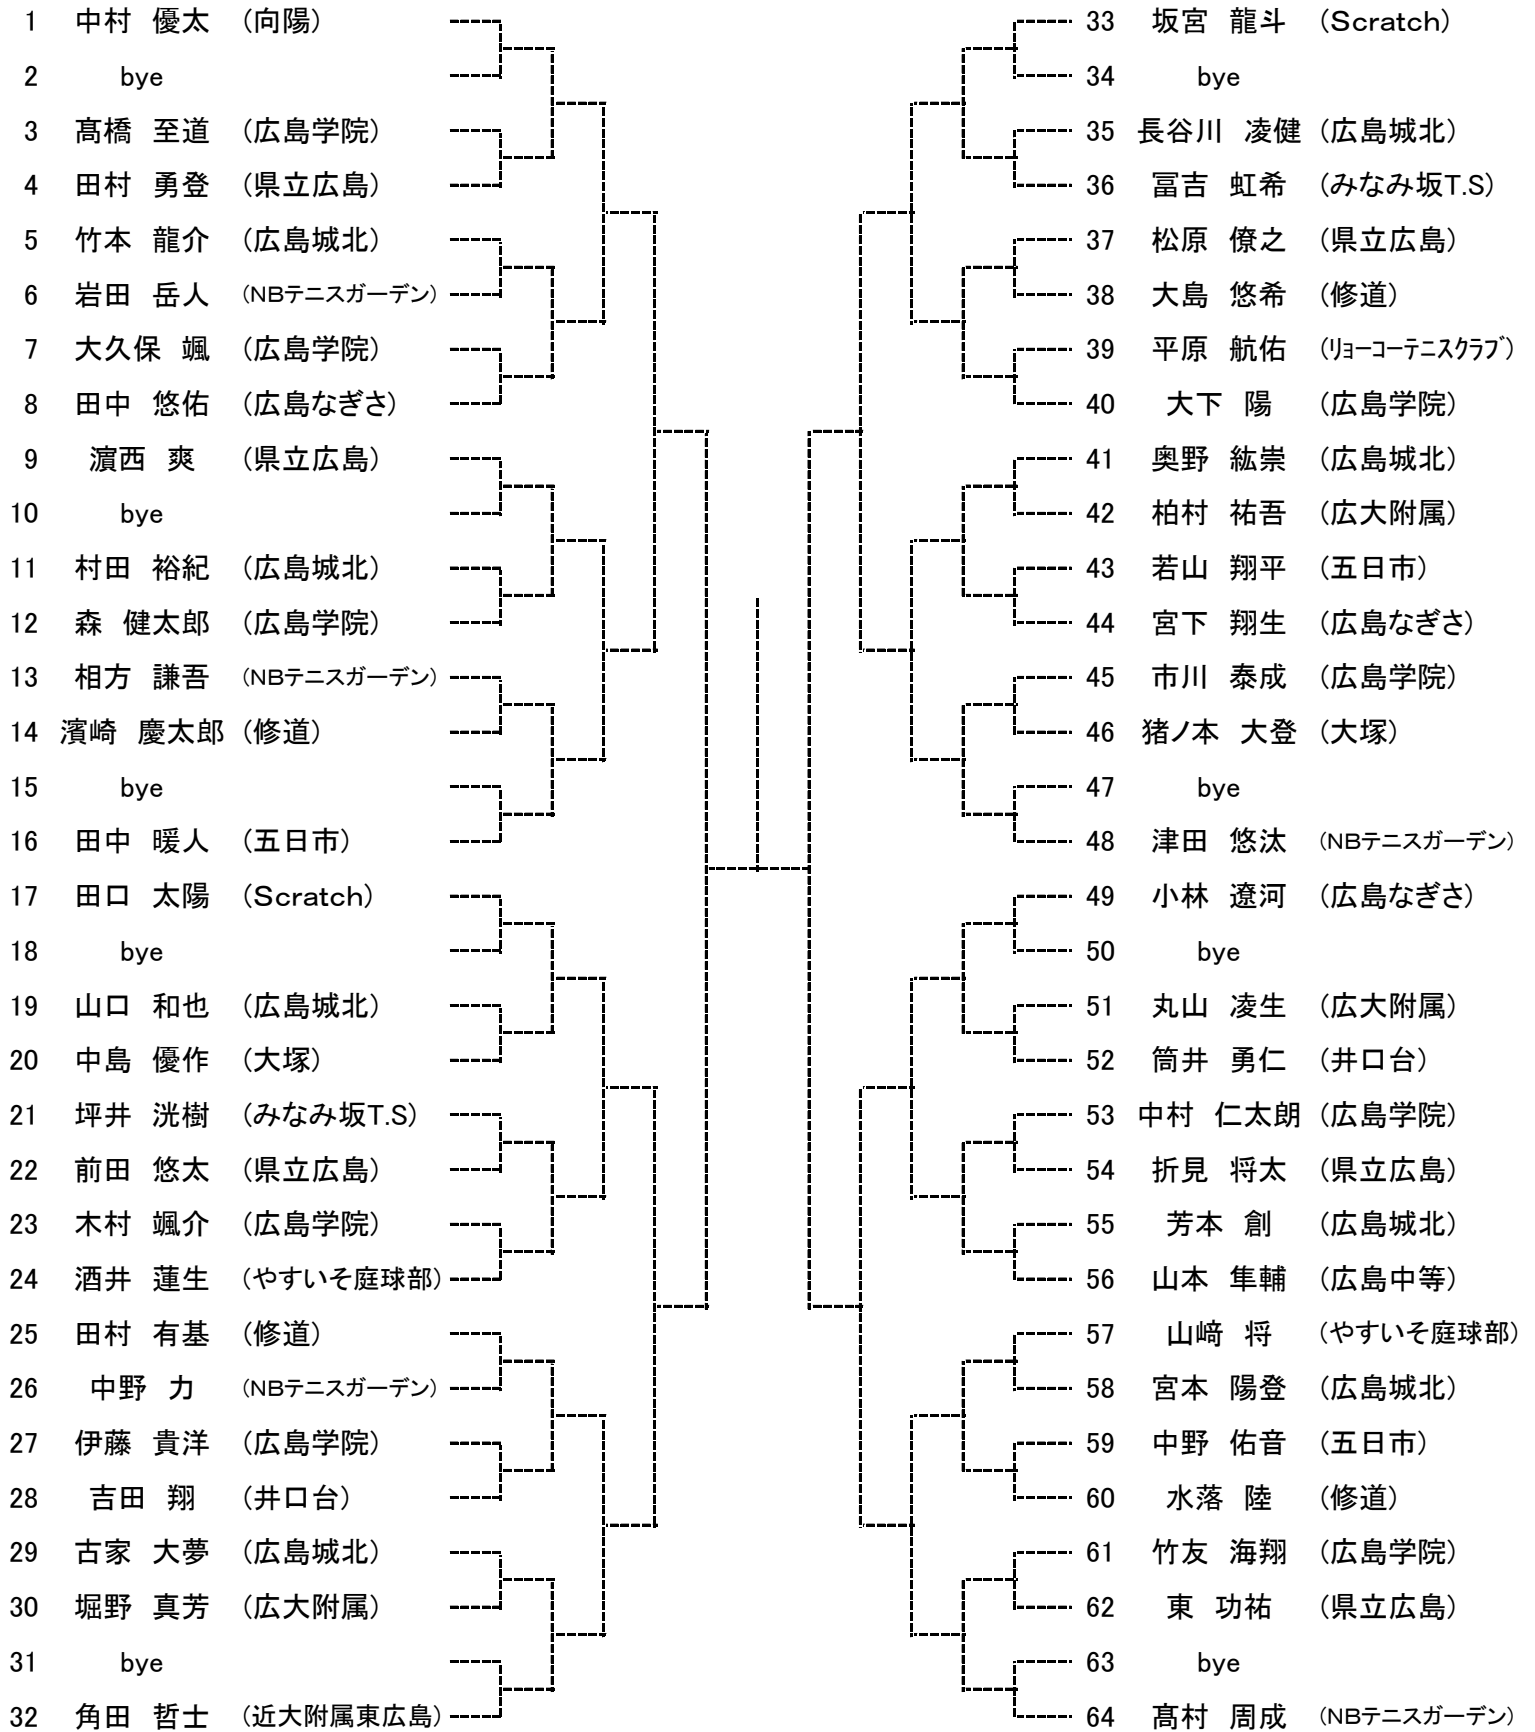 1 中村 優太 (向陽)
2 bye
3 髙橋 至道 (広島学院)
4 田村 勇登 (県立広島)
5 竹本 龍介 (広島城北)
6 岩田 岳人 (NBテニスガーデン)
7 大久保 颯 (広島学院)
8 田中 悠佑 (広島なぎさ)
9 濵西 爽 (県立広島)
10 bye
11 村田 裕紀 (広島城北)
12 森 健太郎 (広島学院)
13 相方 謙吾 (NBテニスガーデン)
14 濱崎 慶太郎 (修道)
15 bye
16 田中 暖人 (五日市)
17 田口 太陽 (Scratch)
18 bye
19 山口 和也 (広島城北)
20 中島 優作 (大塚)
21 坪井 洸樹 (みなみ坂T.S)
22 前田 悠太 (県立広島)
23 木村 颯介 (広島学院)
24 酒井 蓮生 (やすいそ庭球部)
25 田村 有基 (修道)
26 中野 力 (NBテニスガーデン)
27 伊藤 貴洋 (広島学院)
28 吉田 翔 (井口台)
29 古家 大夢 (広島城北)
30 堀野 真芳 (広大附属)
31 bye
32 角田 哲士 (近大附属東広島)
33 坂宮 龍斗 (Scratch)
34 bye
35 長谷川 凌健 (広島城北)
36 冨吉 虹希 (みなみ坂T.S)
37 松原 僚之 (県立広島)
38 大島 悠希 (修道)
39 平原 航佑 (ﾘｮｰｺｰﾃﾆｽｸﾗﾌﾞ)
40 大下 陽 (広島学院)
41 奥野 紘崇 (広島城北)
42 柏村 祐吾 (広大附属)
43 若山 翔平 (五日市)
44 宮下 翔生 (広島なぎさ)
45 市川 泰成 (広島学院)
46 猪ノ本 大登 (大塚)
47 bye
48 津田 悠汰 (NBテニスガーデン)
49 小林 遼河 (広島なぎさ)
50 bye
51 丸山 凌生 (広大附属)
52 筒井 勇仁 (井口台)
53 中村 仁太朗 (広島学院)
54 折見 将太 (県立広島)
55 芳本 創 (広島城北)
56 山本 隼輔 (広島中等)
57 山﨑 将 (やすいそ庭球部)
58 宮本 陽登 (広島城北)
59 中野 佑音 (五日市)
60 水落 陸 (修道)
61 竹友 海翔 (広島学院)
62 東 功祐 (県立広島)
63 bye
64 髙村 周成 (NBテニスガーデン)